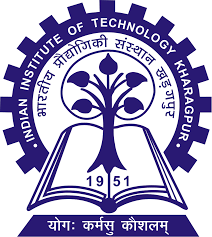 • INDIAN INSTITUTE OF TECHNOLOGY KHARAGPUR •
भारतीय प्रौद्योगिकी संस्थान खड़गपुर
1951
योगः कर्मसु कौशलम्